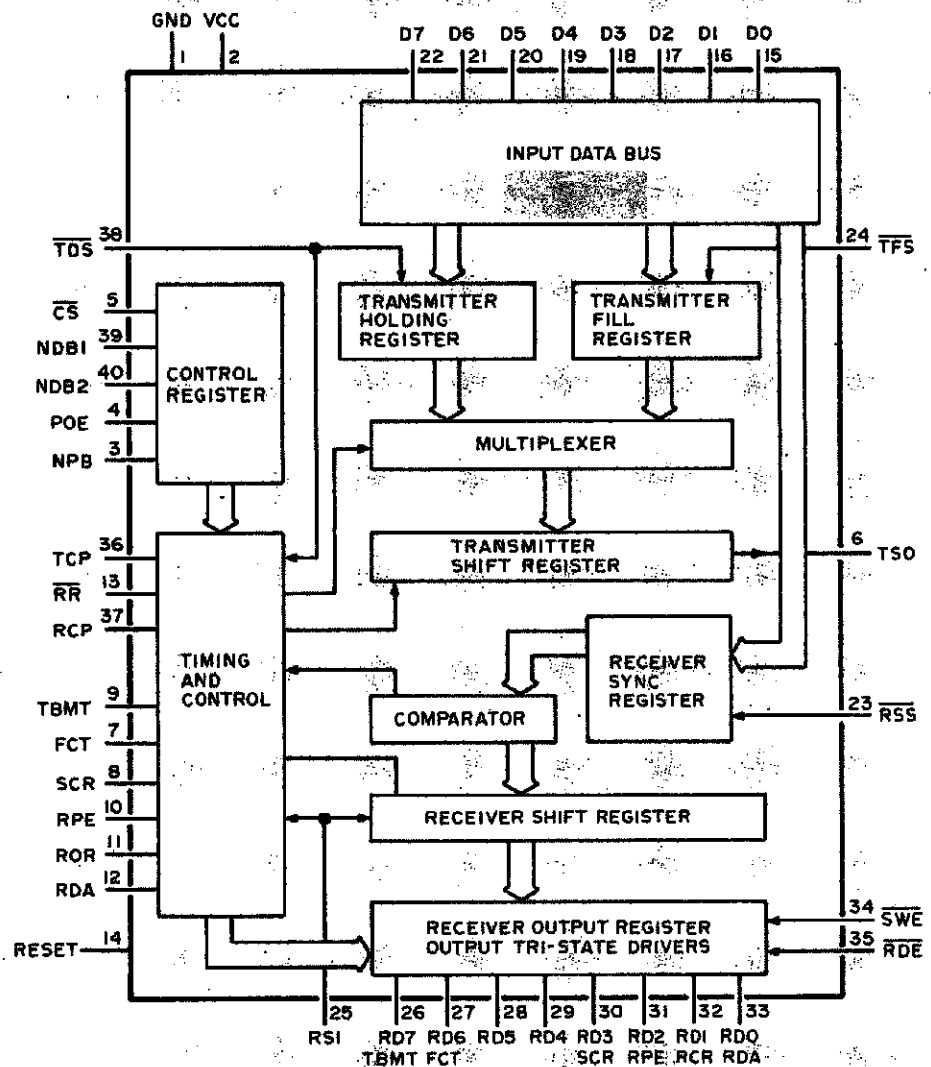 GND VCC
1 2
D7 D6 D5 D4 D3 D2 D1 D0
22 21 20 19 18 17 16 15
INPUT DATA BUS
TDS 38
24 TFS
CS 5
NDB1 39
NDB2 40
POE 4
NPB 3
CONTROL
REGISTER
TRANSMITTER
HOLDING
REGISTER
TRANSMITTER
FILL
REGISTER
MULTIPLEXER
TRANSMITTER
SHIFT REGISTER
6 TSO
TCP 36
RR 13
RCP 37
TIMING
AND
CONTROL
TBMT 9
FCT 7
SCR 8
RPE 10
ROR 11
RDA 12
RESET 14
RECEIVER
SYNC
REGISTER
23 RSS
COMPARATOR
RECEIVER SHIFT REGISTER
RECEIVER OUTPUT REGISTER
OUTPUT TRI-STATE DRIVERS
34 SWE
35 RDE
25 26 27 28 29 30 31 32 33
RSI RD7 RD6 RD5 RD4 RD3 RD2 RD1 RD0
TBMT FCT SCR RPE RCR RDA